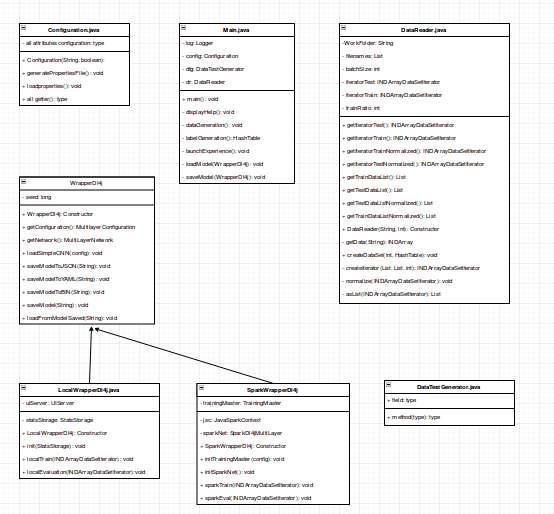 Configuration.java
- all attributes configuration: type
+ Configuration(String, boolean):
+ generatePropertiesFile() : void
+ loadproperties(): void
+ all getter(): type
Main.java
- log: Logger
- config: Configuration
- dtg: DataTestGenerator
- dr: DataReader
+ main() : void
- displayHelp(): void
- dataGeneration(): void
- labelGeneration(): HashTable
- launchExperience(): void
- loadModel(WrapperDl4j): void
- saveModel(WrapperDl4j): void
DataReader.java
-WorkFolder: String
- filenames: List
- batchSize: int
- iteratorTest: INDArrayDataSetIterator
- iteratorTrain: INDArrayDataSetIterator
- trainRatio: int
+ getIteratorTest(): INDArrayDataSetIterator
+ getIteratorTrain(): INDArrayDataSetIterator
+ getIteratorTrainNormalized(): INDArrayDataSetIterator
+ getIteratorTestNormalized(): INDArrayDataSetIterator
+ getTrainDataList(): List
+ getTestDataList(): List
+ getTestDataListNormalized(): List
+ getTrainDataListNormalized(): List
+ DataReader(String, int) : Constructor
- getData(String): INDArray
+ createDataSet(int, HashTable): void
- createIterator(List, List, int): INDArrayDataSetIterator
- normalize(INDArrayDataSetIterator): void
- asList(INDArrayDataSetIterator): List
WrapperDl4j
- seed: long
+ WrapperDl4j: Constructor
+ getConfiguration(): Multilayer Configuration
+ getNetwork(): MultiLayerNetwork
+ loadSimpleCNN(config): void
+ saveModelToJSON(String): void
+ saveModelToYAML(String): void
+ saveModelToBIN(String): void
+ saveModel(String) : void
+ loadFromModelSaved(String): void
LocalWrapperDl4j.java
- uiServer : UIServer
- statsStorage: StatsStorage
+ LocalWrapperDl4j: Constructor
+ init(StatsStorage) : void
+ localTrain(INDArrayDataSetIterator) : void
+ localEvaluation(INDArrayDataSetIterator):void
SparkWrapperDl4j
- trainingMaster: TrainingMaster
- jsc: JavaSparkContext
- sparkNet: SparkDl4jMultiLayer
+ SparkWrapperDl4j: Constructor
+ initTrainingMaster(config): void
+ initSparkNet(): void
+ sparkTrain(INDArrayDataSetIterator): void
+ sparkEval(INDArrayDataSetIterator): void
DataTestGenerator.java
+ field: type
+ method(type): type